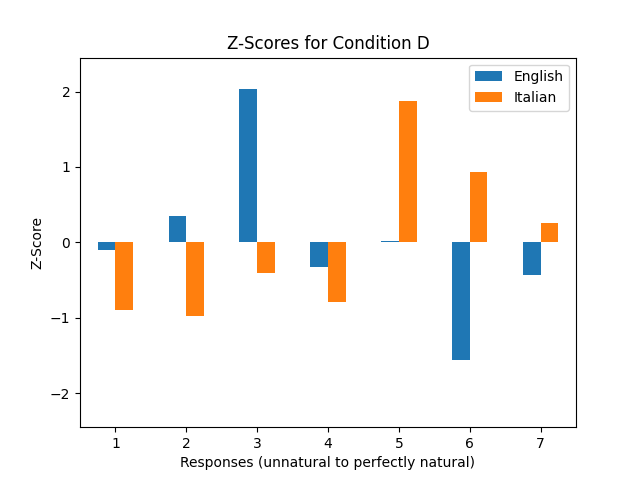 Z-Scores for Condition D
English
Italian
Z-Score
2
1
0
−1
−2
1 2 3 4 5 6 7
Responses (unnatural to perfectly natural)